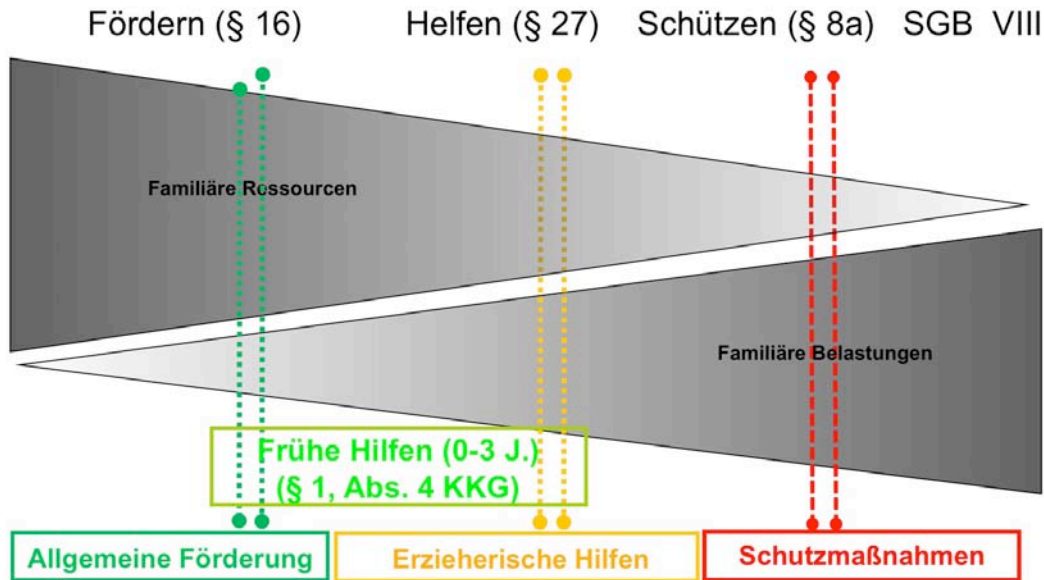 Fördern (§ 16) Helfen (§ 27) Schützen (§ 8a) SGB VIII
Familiäre Ressourcen
Familiäre Belastungen
Frühe Hilfen (0-3 J.)
(§ 1, Abs. 4 KKG)
Allgemeine Förderung Erzieherische Hilfen Schutzmaßnahmen